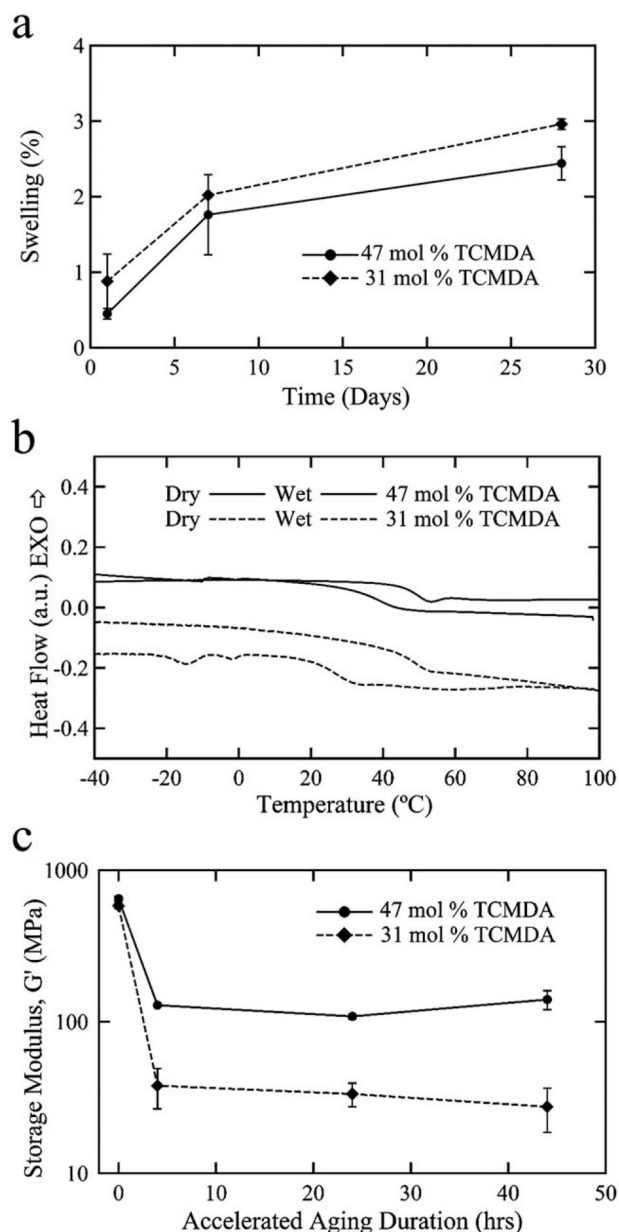 a
4
3
2
1
0
Swelling (%)
47 mol % TCMDA
31 mol % TCMDA
0 5 10 15 20 25 30
Time (Days)
b
0.4
0.2
0.0
-0.2
-0.4
Heat Flow (a.u.) EXO ⇨
Dry Wet 47 mol % TCMDA
Dry Wet 31 mol % TCMDA
-40 -20 0 20 40 60 80 100
Temperature (ºC)
c
1000
100
10
Storage Modulus, G' (MPa)
47 mol % TCMDA
31 mol % TCMDA
0 10 20 30 40 50
Accelerated Aging Duration (hrs)